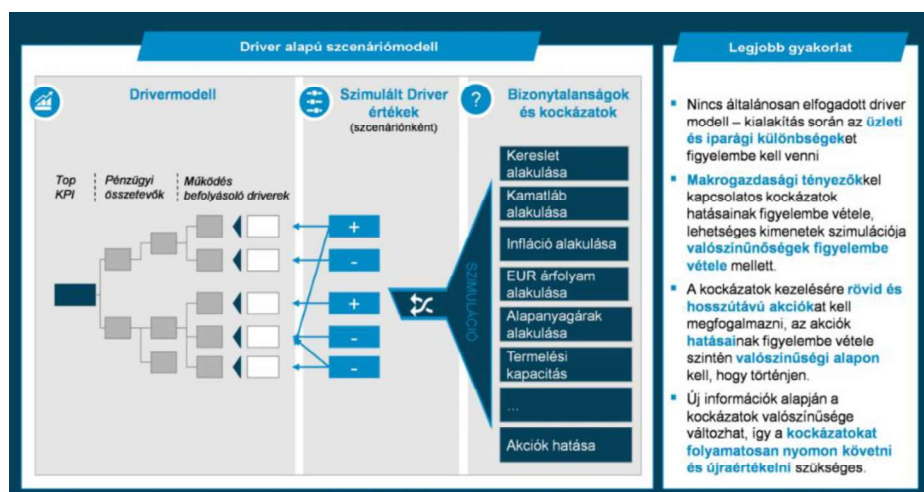 Driver alapú szcenáriómodell
Drivermodell
Top
KPI
Pénzügyi
összetevők
Működés
befolyásoló driverek
Szimulált Driver
értékek
(szcenáriónként)
+
-
+
-
-
?
Bizonytalanságok
és kockázatok
SZIMULÁCIÓ
Kereslet
alakulása
Kamatláb
alakulása
Infláció alakulása
EUR árfolyam
alakulása
Alapanyagárak
alakulása
Termelési
kapacitás
...
Akciók hatása
Legjobb gyakorlat
▪ Nincs általánosan elfogadott driver
modell – kialakítás során az üzleti
és iparági különbségeket
figyelembe kell venni
▪ Makrogazdasági tényezőkkel
kapcsolatos kockázatok
hatásainak figyelembe vétele,
lehetséges kimenetek szimulációja
valószínűnőségek figyelembe
vétele mellett.
▪ A kockázatok kezelésére rövid és
hosszútávú akciókat kell
megfogalmazni, az akciók
hatásainak figyelembe vétele
szintén valószínűségi alapon
kell, hogy történjen.
▪ Új információk alapján a
kockázatok valószínűsége
változhat, így a kockázatokat
folyamatosan nyomon követni
és újraértékelni szükséges.